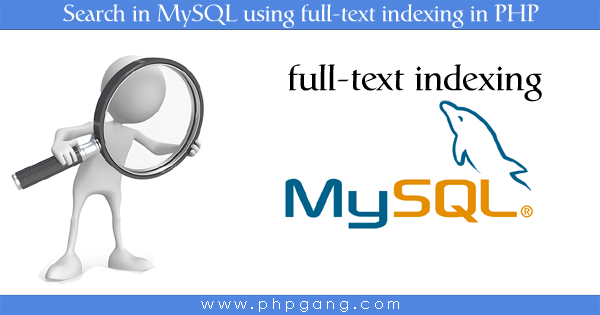 Search in MySQL using full-text indexing in PHP
full-text indexing
MySQL®
www.phpgang.com